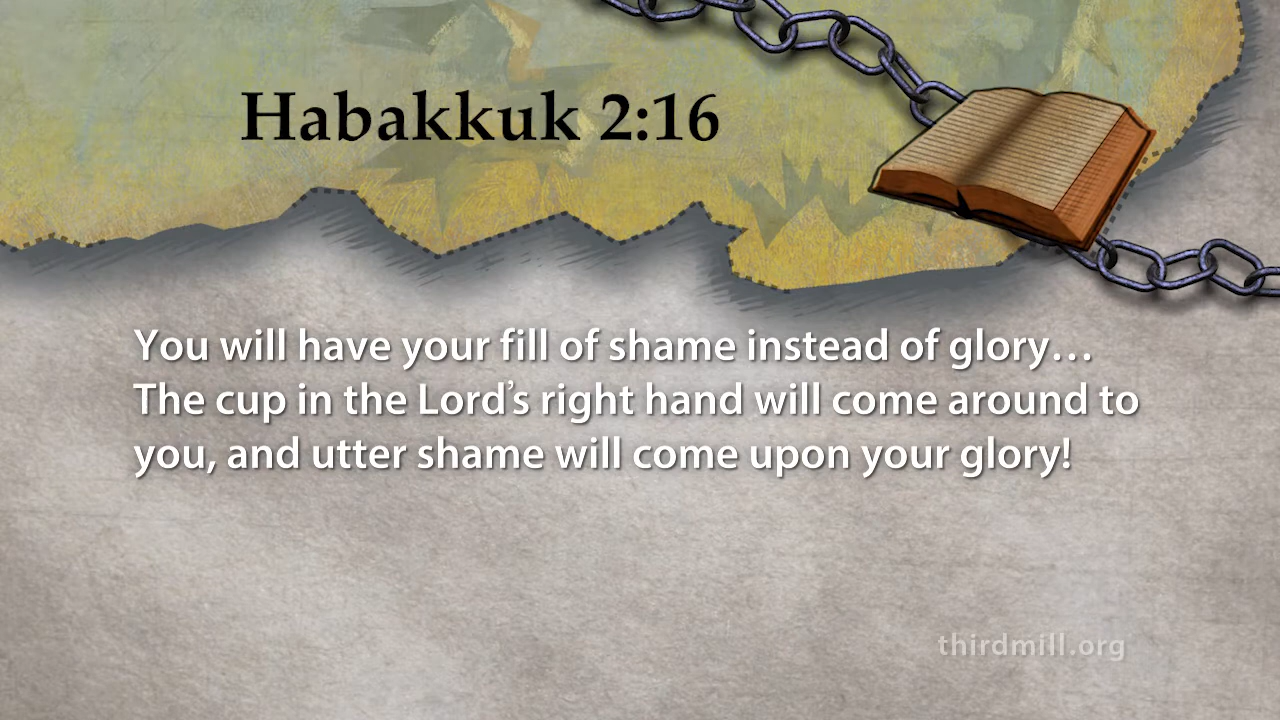 Habakkuk 2:16
You will have your fill of shame instead of glory…
The cup in the Lord’s right hand will come around to
you, and utter shame will come upon your glory!
thirdmill.org